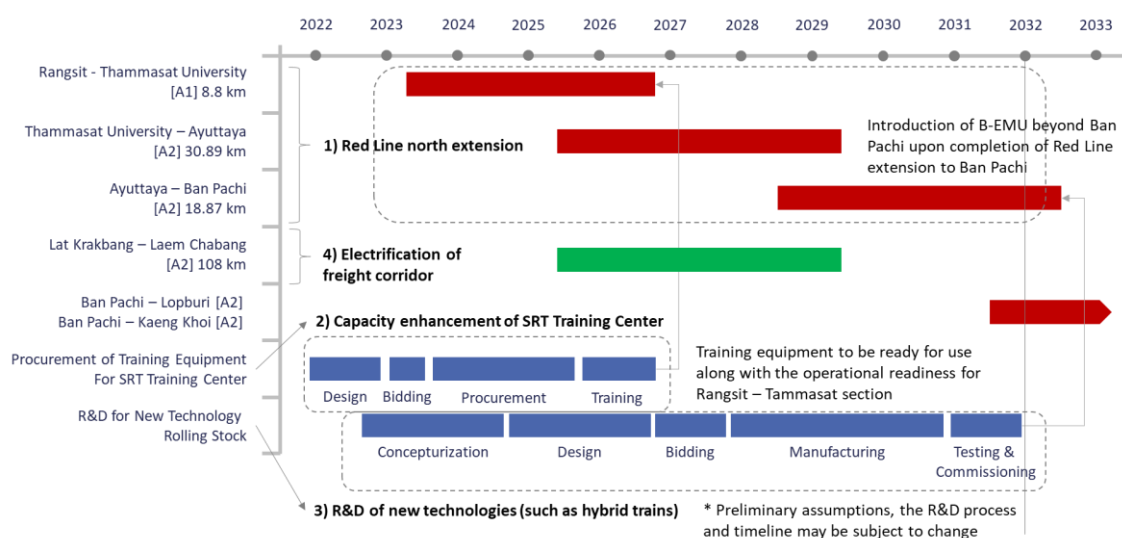 2022 2023 2024 2025 2026 2027 2028 2029 2030 2031 2032 2033
Rangsit - Thammasat University
[A1] 8.8 km
Thammasat University – Ayuttaya
[A2] 30.89 km
1) Red Line north extension
Introduction of B-EMU beyond Ban
Pachi upon completion of Red Line
extension to Ban Pachi
Ayuttaya – Ban Pachi
[A2] 18.87 km
Lat Krakbang – Laem Chabang
[A2] 108 km
4) Electrification of
freight corridor
Ban Pachi – Lopburi [A2]
Ban Pachi – Kaeng Khoi [A2]
2) Capacity enhancement of SRT Training Center
Procurement of Training Equipment
For SRT Training Center
Design Bidding Procurement Training
Training equipment to be ready for use
along with the operational readiness for
Rangsit – Tammasat section
R&D for New Technology
Rolling Stock
Concepturization Design Bidding Manufacturing Testing &
Commissioning
3) R&D of new technologies (such as hybrid trains)
* Preliminary assumptions, the R&D process
and timeline may be subject to change